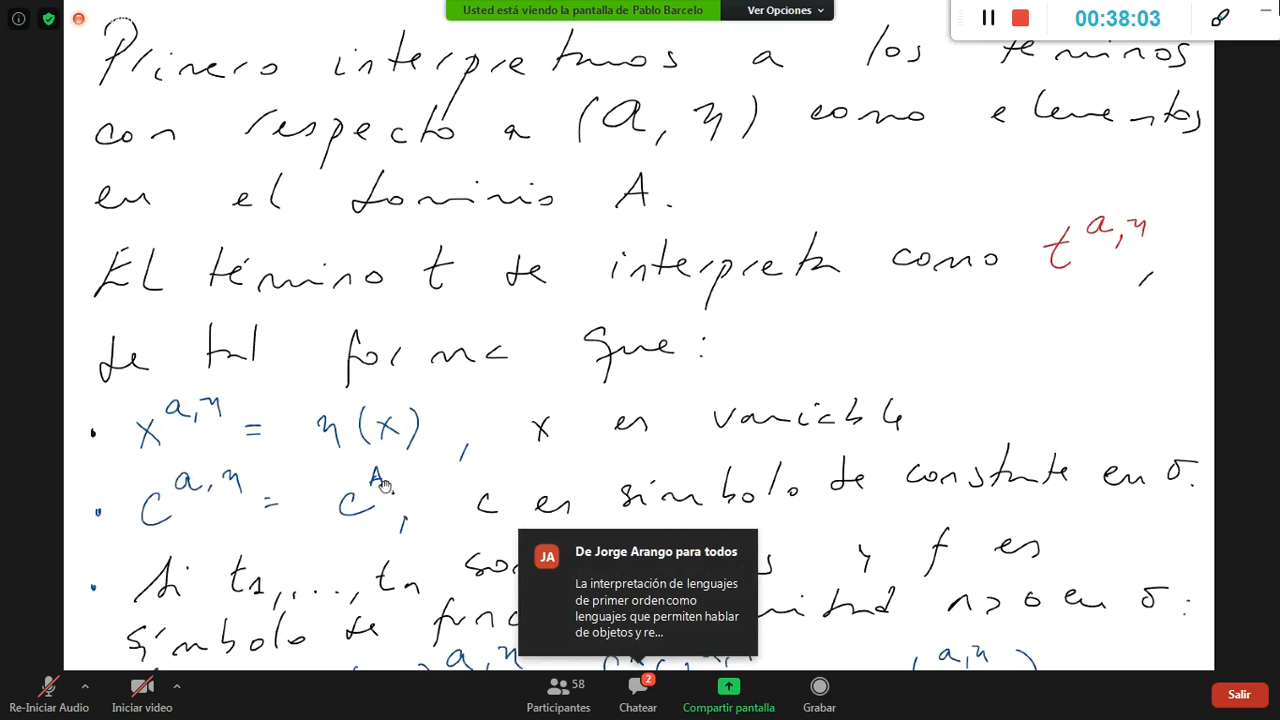 Usted está viendo la pantalla de Pablo Barcelo
Ver Opciones
00:38:03
Primero interpretamos a los términos
con respecto a (A, η) como elementos
en el dominio A.
El término t se interpreta como t^{A,η},
de tal forma que:
• x^{A,η} = η(x), x es variable
• c^{A,η} = c^A, c es símbolo de constante en σ.
• Si t1,...,tn y f es
símbolo de n>0 en σ:
De Jorge Arango para todos
JA
La interpretación de lenguajes
de primer orden como
lenguajes que permiten hablar
de objetos y re...
Re-Iniciar Audio
Iniciar video
58
Participantes
2
Chatear
Compartir pantalla
Grabar
Salir